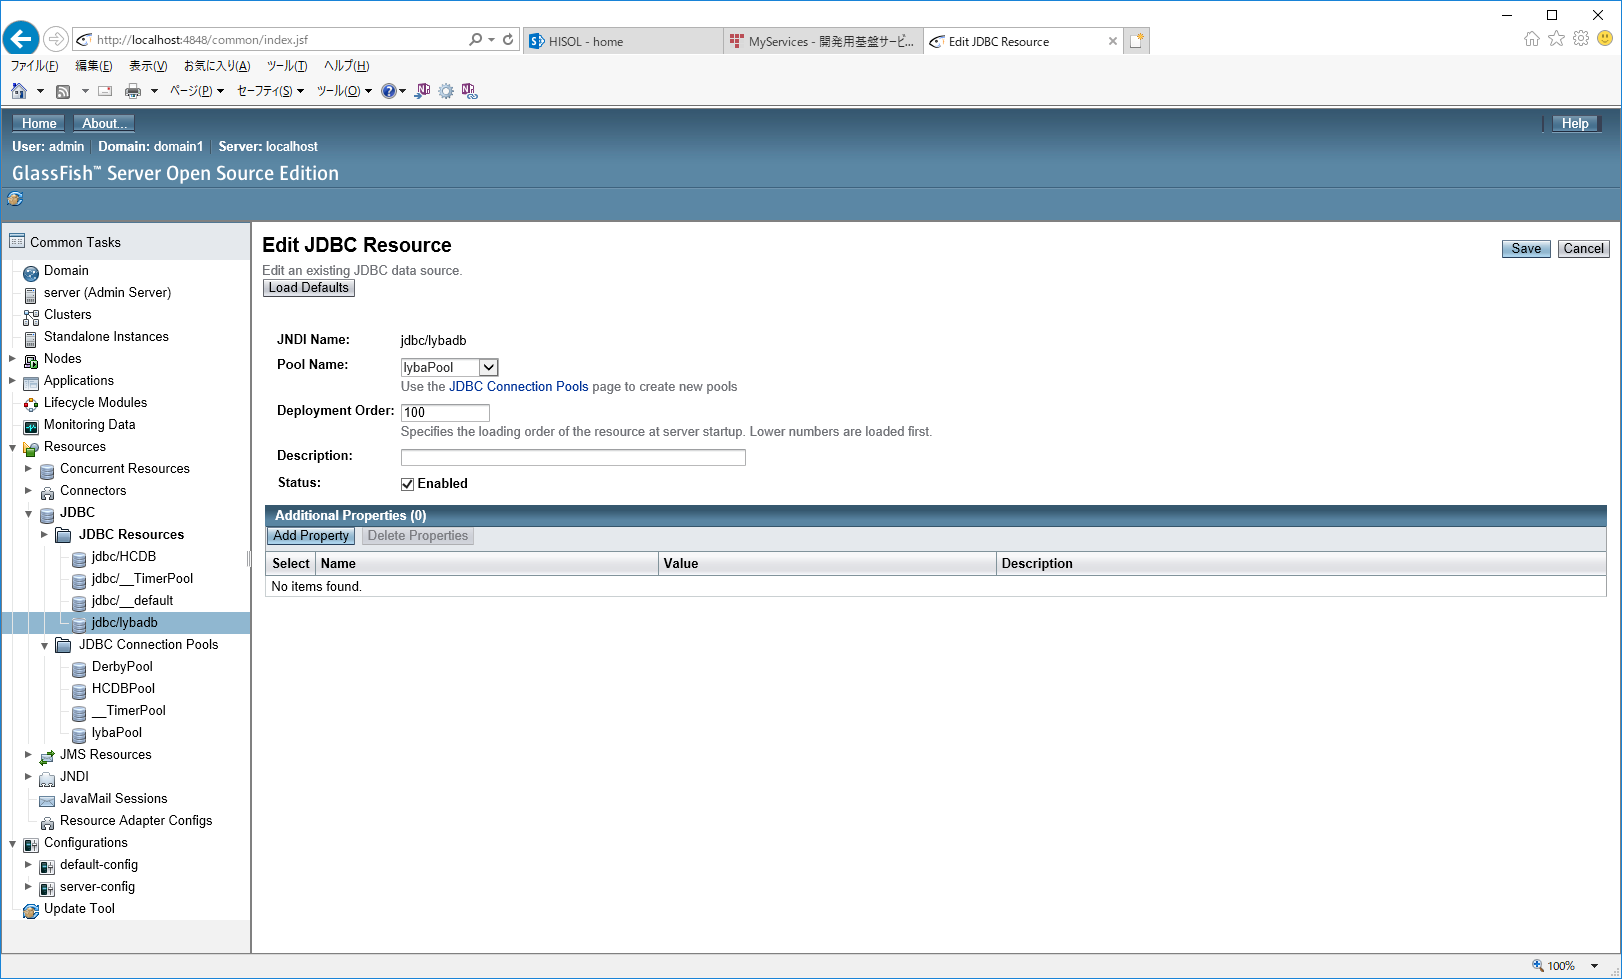 http://localhost:4848/common/index.jsf
HISOL - home
MyServices - 開発用基盤サービ...
Edit JDBC Resource
ファイル(F) 編集(E) 表示(V) お気に入り(A) ツール(T) ヘルプ(H)
ページ(P) セーフティ(S) ツール(O)
Home About... Help
User: admin Domain: domain1 Server: localhost
GlassFish™ Server Open Source Edition
Common Tasks
Domain
server (Admin Server)
Clusters
Standalone Instances
Nodes
Applications
Lifecycle Modules
Monitoring Data
Resources
Concurrent Resources
Connectors
JDBC
JDBC Resources
jdbc/HCDB
jdbc/__TimerPool
jdbc/__default
jdbc/lybadb
JDBC Connection Pools
DerbyPool
HCDBPool
__TimerPool
lybaPool
JMS Resources
JNDI
JavaMail Sessions
Resource Adapter Configs
Configurations
default-config
server-config
Update Tool
Edit JDBC Resource
Save Cancel
Edit an existing JDBC data source.
Load Defaults
JNDI Name: jdbc/lybadb
Pool Name: lybaPool
Use the JDBC Connection Pools page to create new pools
Deployment Order: 100
Specifies the loading order of the resource at server startup. Lower numbers are loaded first.
Description:
Status: Enabled
Additional Properties (0)
Add Property Delete Properties
Select Name Value Description
No items found.
100%